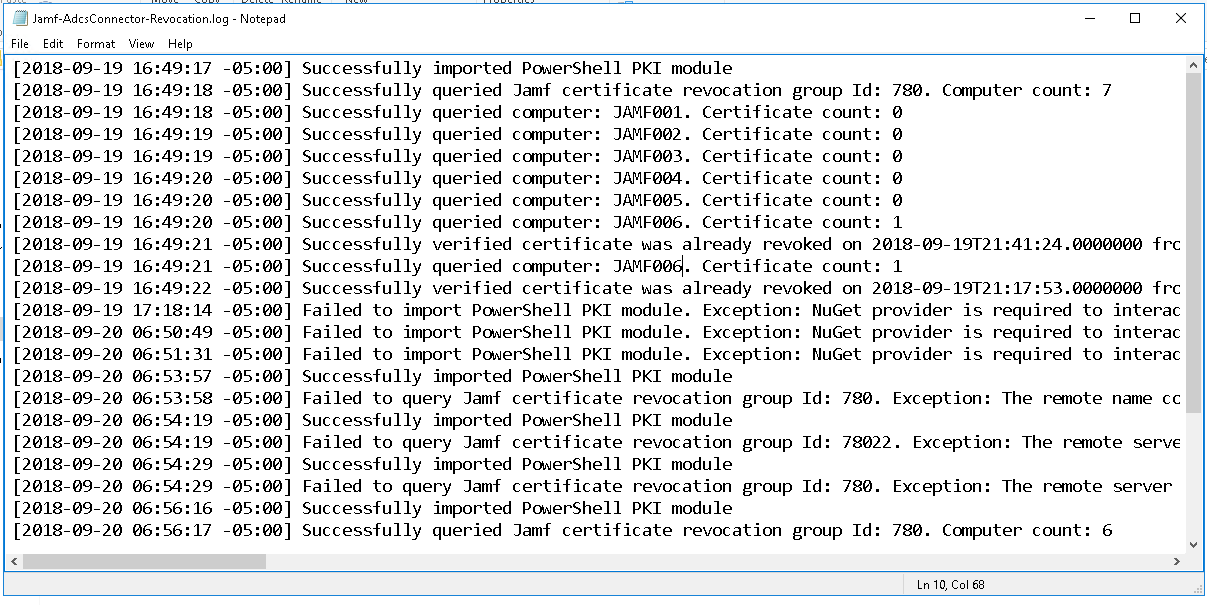 Jamf-AdcsConnector-Revocation.log - Notepad
File Edit Format View Help
[2018-09-19 16:49:17 -05:00] Successfully imported PowerShell PKI module
[2018-09-19 16:49:18 -05:00] Successfully queried Jamf certificate revocation group Id: 780. Computer count: 7
[2018-09-19 16:49:18 -05:00] Successfully queried computer: JAMF001. Certificate count: 0
[2018-09-19 16:49:19 -05:00] Successfully queried computer: JAMF002. Certificate count: 0
[2018-09-19 16:49:19 -05:00] Successfully queried computer: JAMF003. Certificate count: 0
[2018-09-19 16:49:20 -05:00] Successfully queried computer: JAMF004. Certificate count: 0
[2018-09-19 16:49:20 -05:00] Successfully queried computer: JAMF005. Certificate count: 0
[2018-09-19 16:49:20 -05:00] Successfully queried computer: JAMF006. Certificate count: 1
[2018-09-19 16:49:21 -05:00] Successfully verified certificate was already revoked on 2018-09-19T21:41:24.0000000 frc
[2018-09-19 16:49:21 -05:00] Successfully queried computer: JAMF006. Certificate count: 1
[2018-09-19 16:49:22 -05:00] Successfully verified certificate was already revoked on 2018-09-19T21:17:53.0000000 frc
[2018-09-19 17:18:14 -05:00] Failed to import PowerShell PKI module. Exception: NuGet provider is required to interac
[2018-09-20 06:50:49 -05:00] Failed to import PowerShell PKI module. Exception: NuGet provider is required to interac
[2018-09-20 06:51:31 -05:00] Failed to import PowerShell PKI module. Exception: NuGet provider is required to interac
[2018-09-20 06:53:57 -05:00] Successfully imported PowerShell PKI module
[2018-09-20 06:53:58 -05:00] Failed to query Jamf certificate revocation group Id: 780. Exception: The remote name cc
[2018-09-20 06:54:19 -05:00] Successfully imported PowerShell PKI module
[2018-09-20 06:54:19 -05:00] Failed to query Jamf certificate revocation group Id: 78022. Exception: The remote serve
[2018-09-20 06:54:29 -05:00] Successfully imported PowerShell PKI module
[2018-09-20 06:54:29 -05:00] Failed to query Jamf certificate revocation group Id: 780. Exception: The remote server
[2018-09-20 06:56:16 -05:00] Successfully imported PowerShell PKI module
[2018-09-20 06:56:17 -05:00] Successfully queried Jamf certificate revocation group Id: 780. Computer count: 6
Ln 10, Col 68